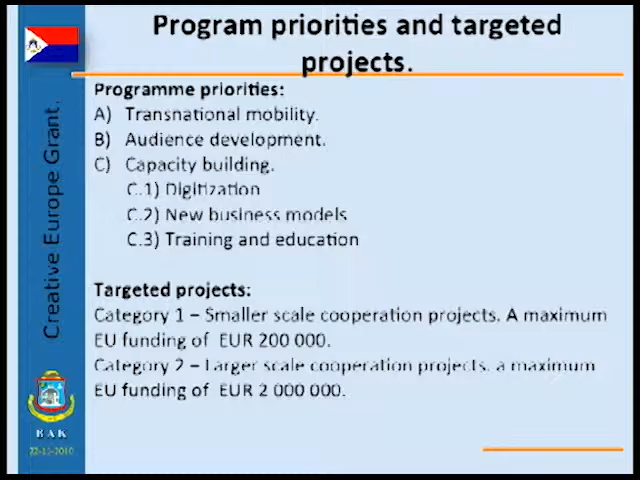 Program priorities and targeted
projects.
Programme priorities:
A) Transnational mobility.
B) Audience development.
C) Capacity building.
C.1) Digitization
C.2) New business models
C.3) Training and education
Targeted projects:
Category 1 – Smaller scale cooperation projects. A maximum
EU funding of EUR 200 000.
Category 2 – Larger scale cooperation projects, a maximum
EU funding of EUR 2 000 000.
Creative Europe Grant.
BAK